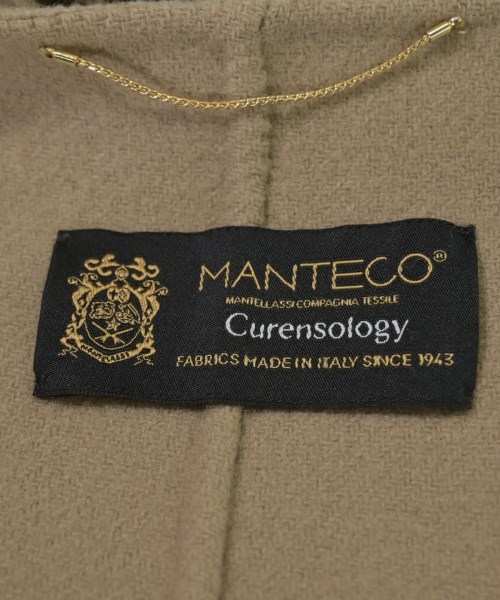 MANTECO®
MANTELLASSI COMPAGNIA TESSILE
Curensology
FABRICS MADE IN ITALY SINCE 1943